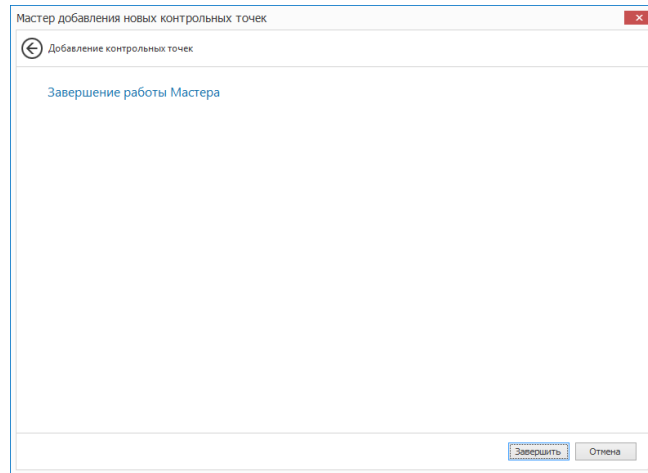 Мастер добавления новых контрольных точек
Добавление контрольных точек
Завершение работы Мастера
Завершить Отмена